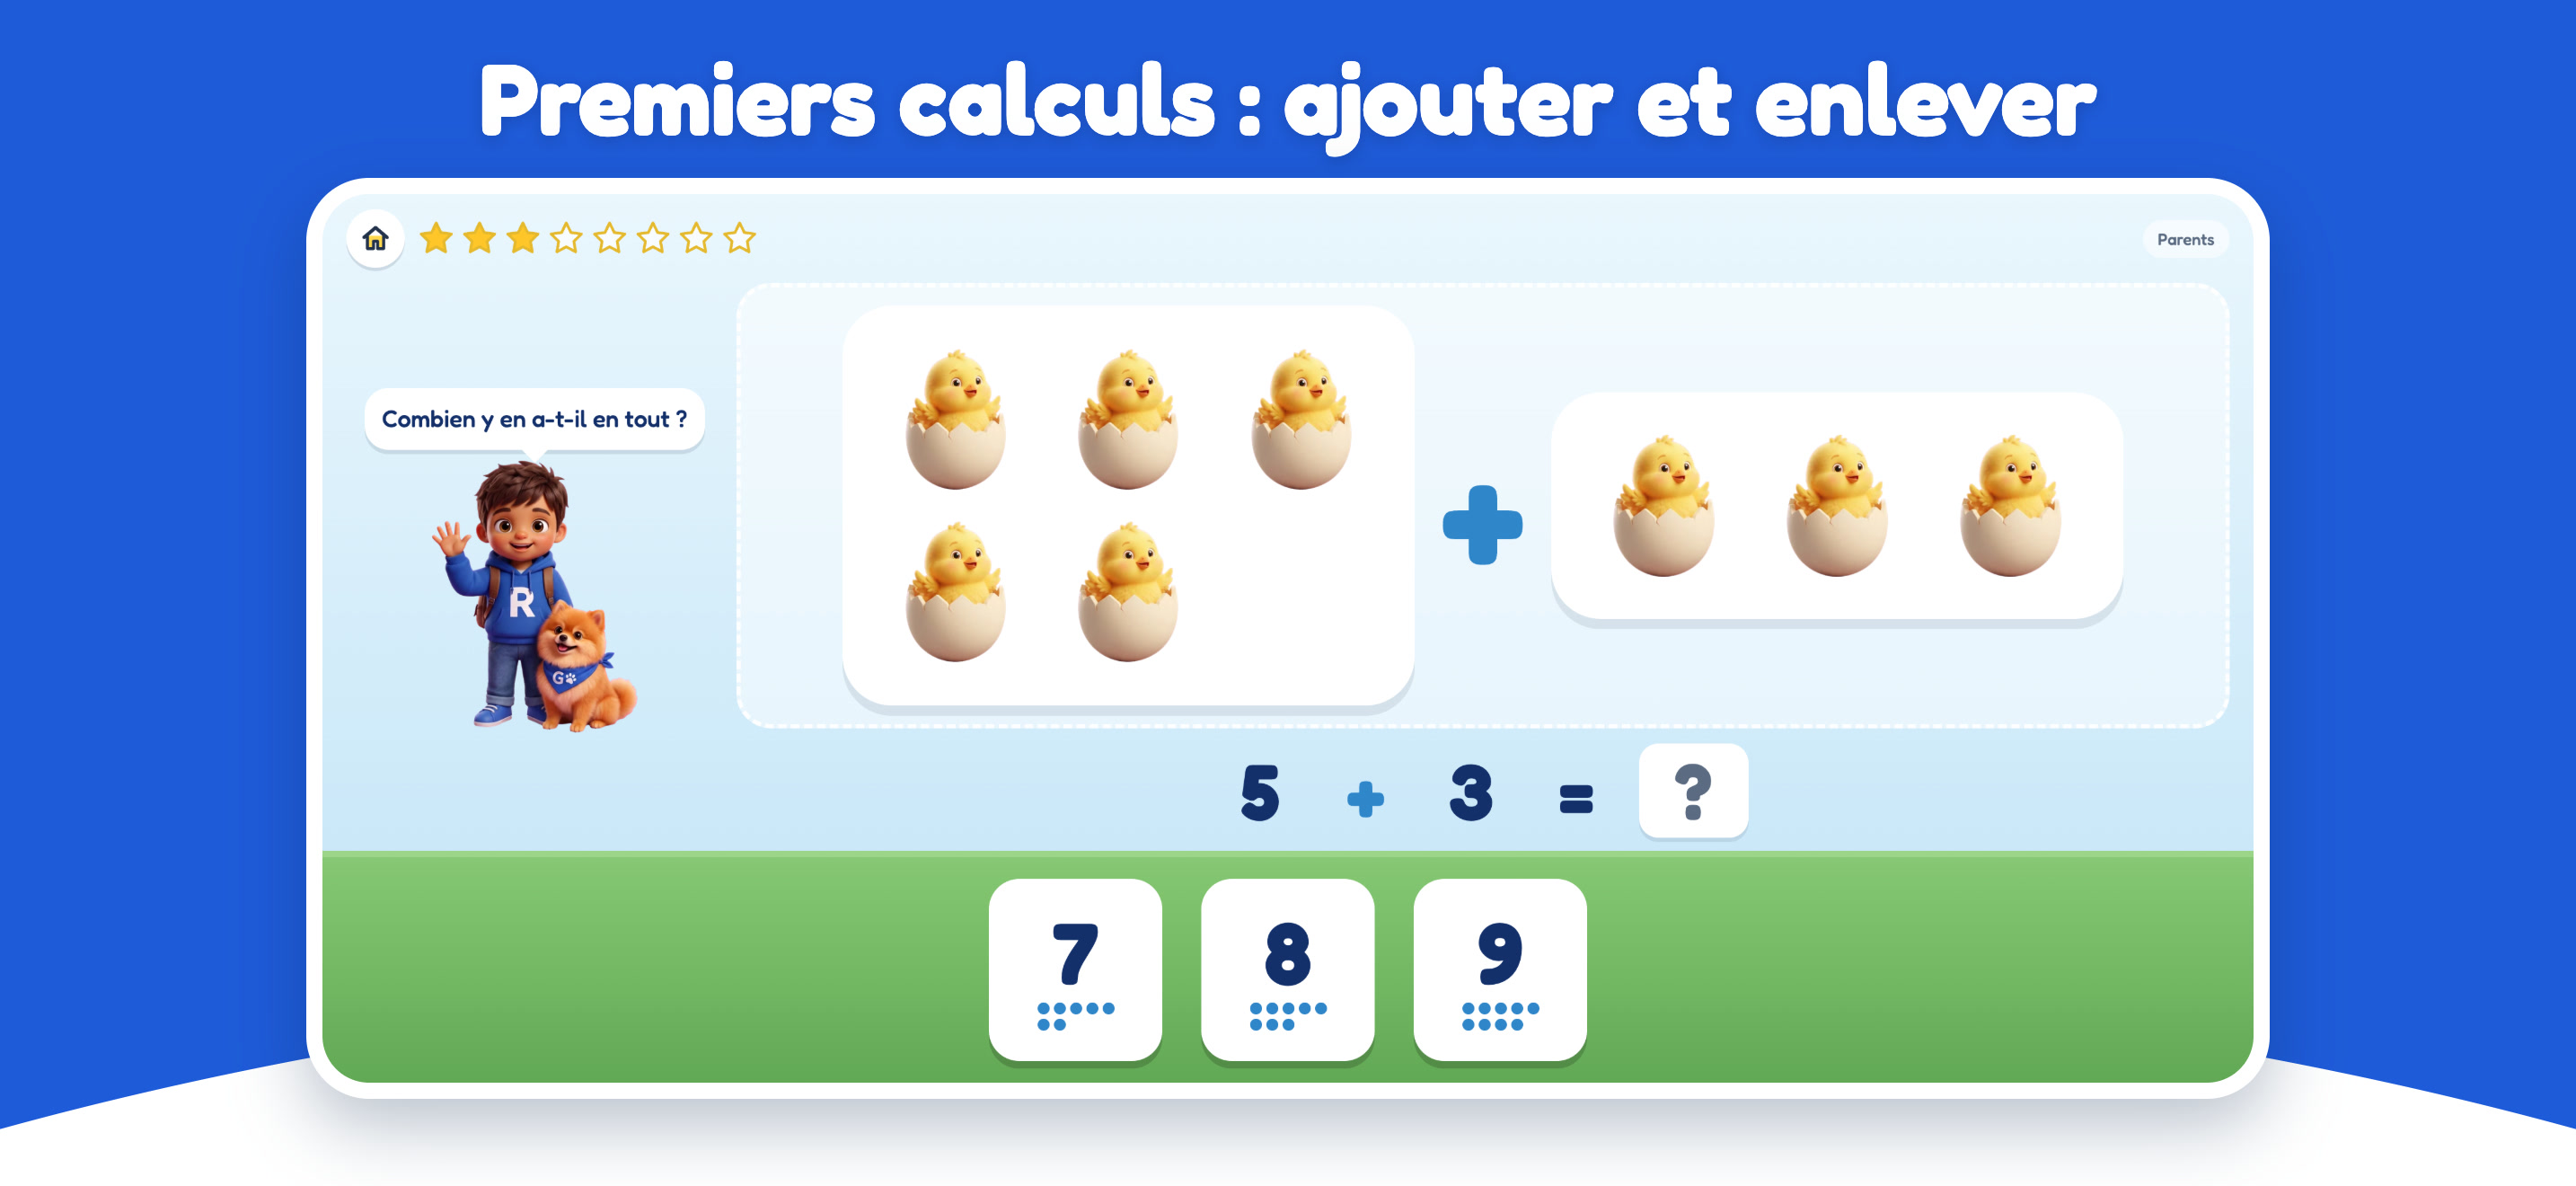 Premiers calculs : ajouter et enlever
Parents
Combien y en a-t-il en tout ?
R
G
5 + 3 = ?
7 8 9